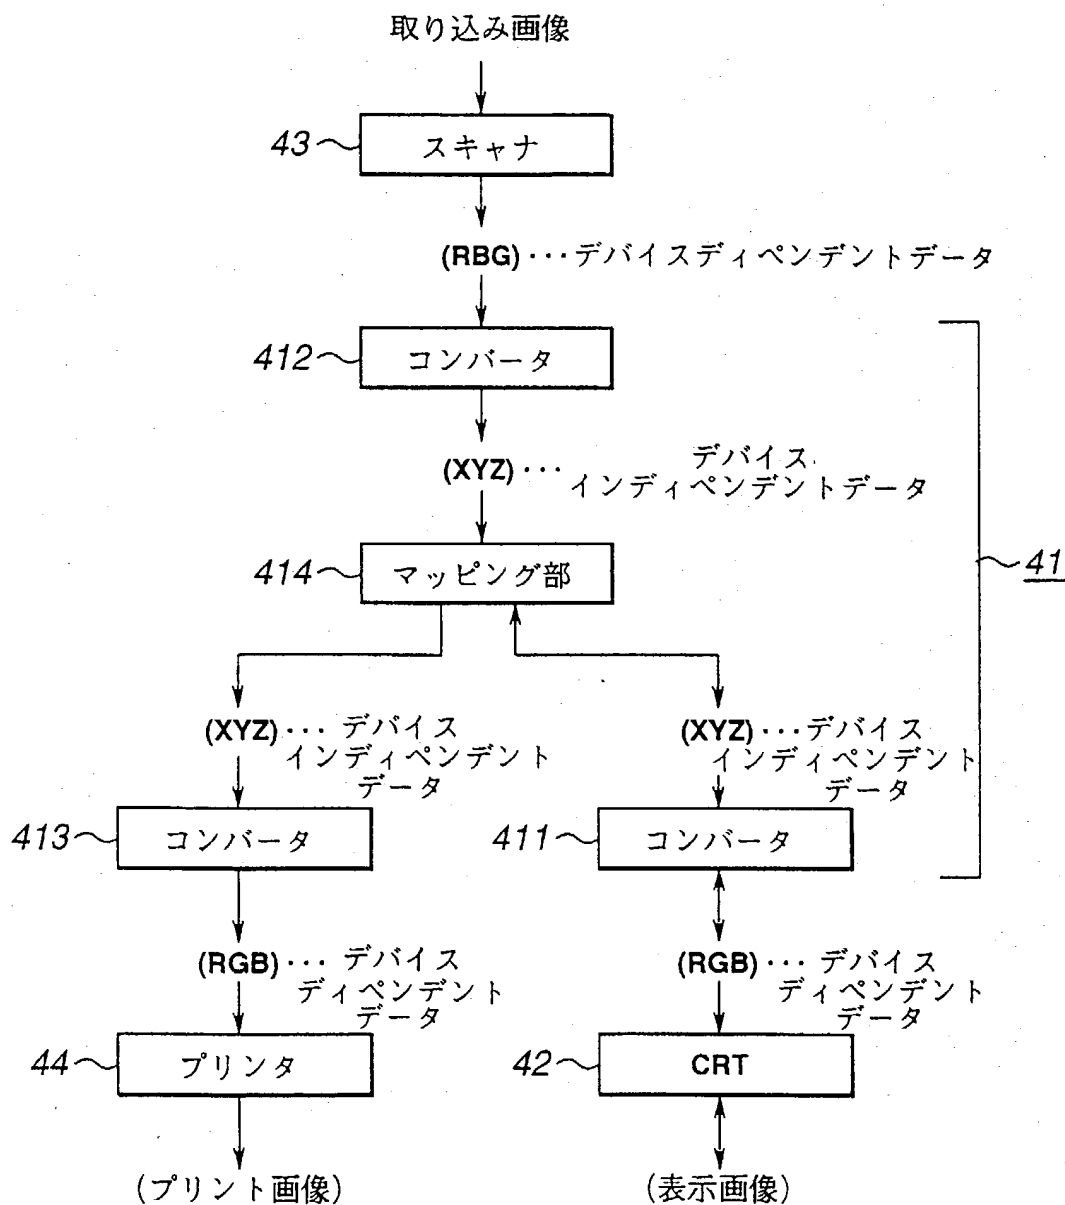 取り込み画像
43 スキャナ
(RBG)・・・デバイスディペンデントデータ
412 コンバータ
(XYZ)・・・ デバイス
インディペンデントデータ
414 マッピング部
41
(XYZ)・・・ デバイス
インディペンデント
データ
(XYZ)・・・デバイス
インディペンデント
データ
413 コンバータ
411 コンバータ
(RGB)・・・ デバイス
ディペンデント
データ
(RGB)・・・ デバイス
ディペンデント
データ
44 プリンタ
42 CRT
(プリント画像)
(表示画像)